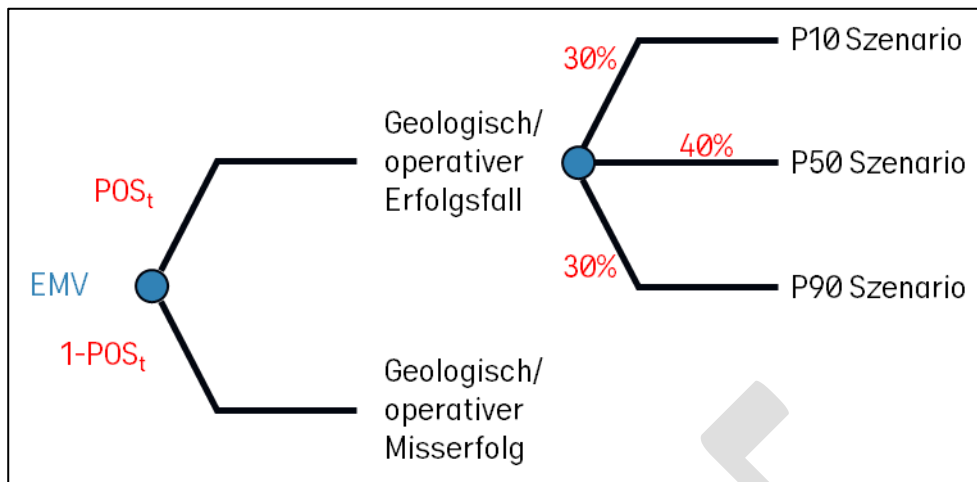 P10 Szenario
30%
Geologisch/
operativer
Erfolgsfall
40%
P50 Szenario
POSₜ
30%
P90 Szenario
EMV
1-POSₜ
Geologisch/
operativer
Misserfolg